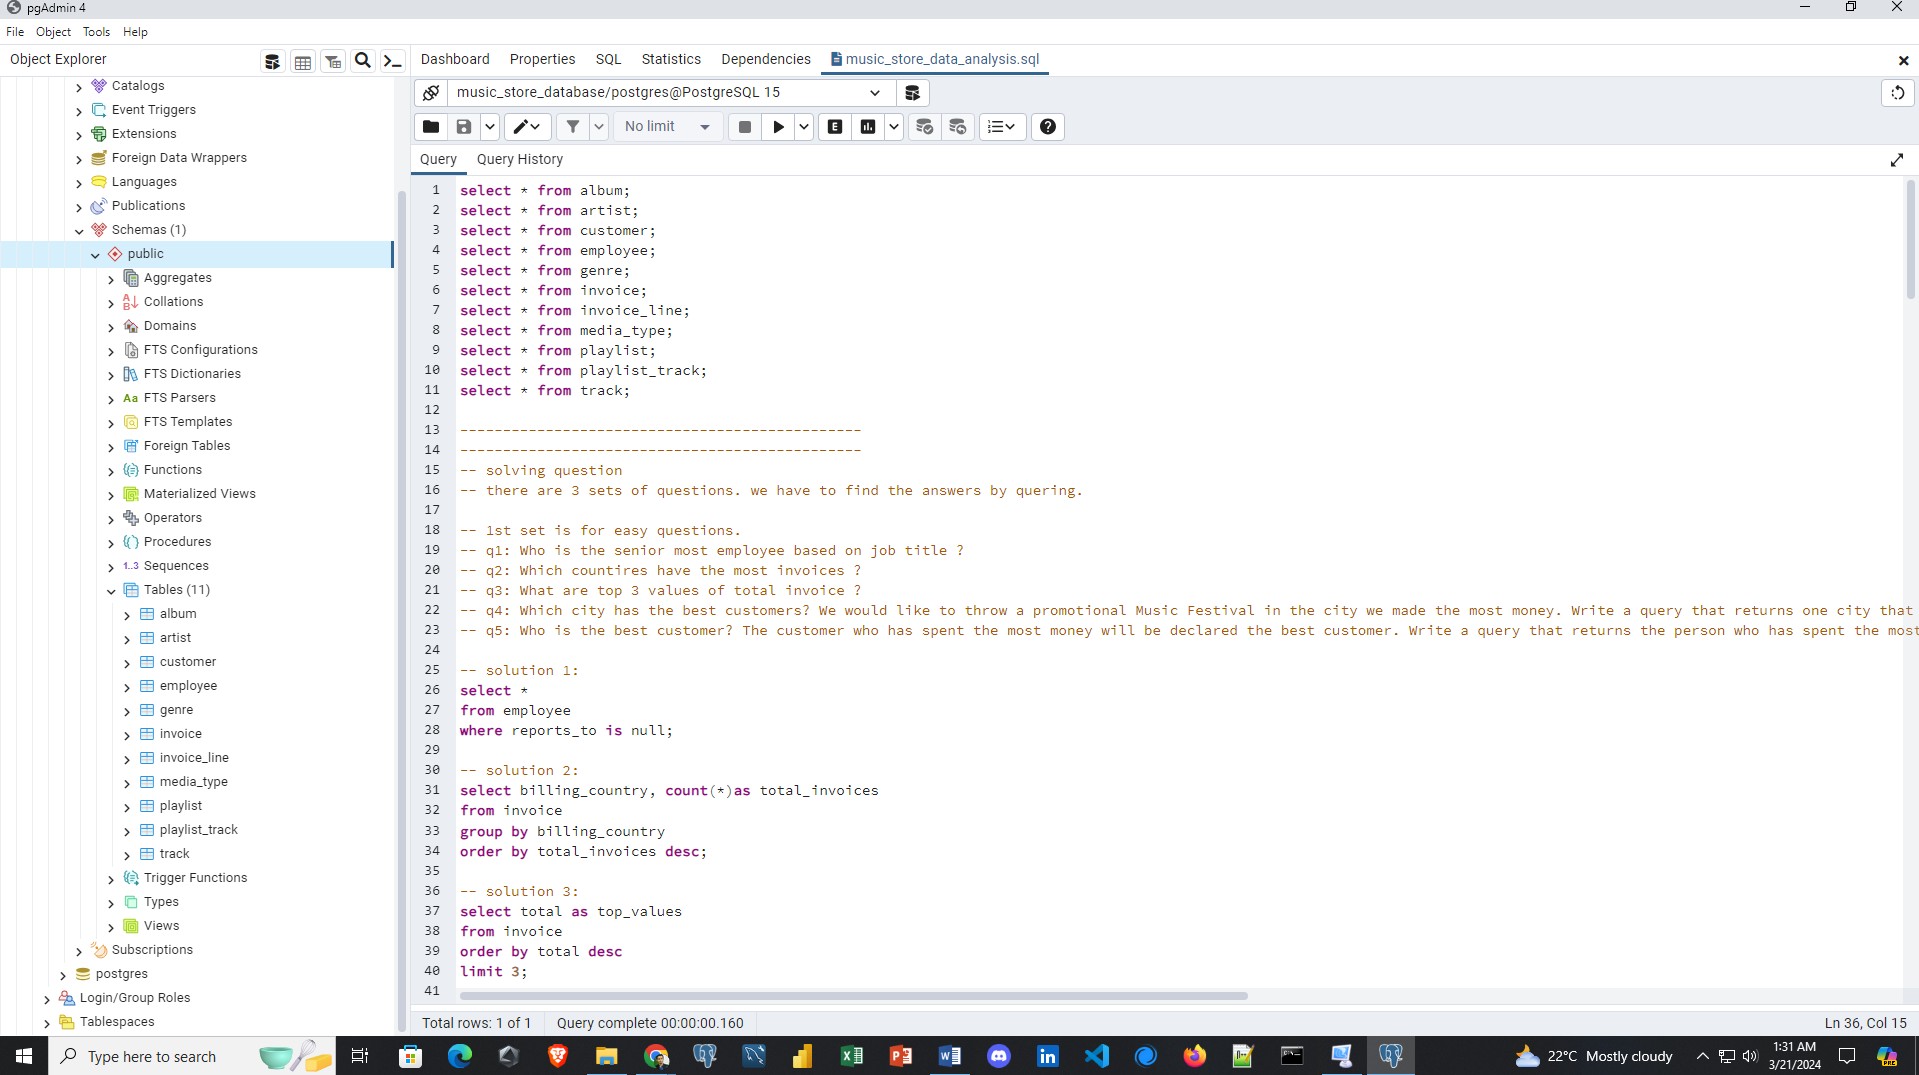 pgAdmin 4
File Object Tools Help
Object Explorer
Dashboard Properties SQL Statistics Dependencies music_store_data_analysis.sql
music_store_database/postgres@PostgreSQL 15
No limit
Query Query History
Catalogs
Event Triggers
Extensions
Foreign Data Wrappers
Languages
Publications
Schemas (1)
public
Aggregates
Collations
Domains
FTS Configurations
FTS Dictionaries
FTS Parsers
FTS Templates
Foreign Tables
Functions
Materialized Views
Operators
Procedures
1..3 Sequences
Tables (11)
album
artist
customer
employee
genre
invoice
invoice_line
media_type
playlist
playlist_track
track
Trigger Functions
Types
Views
Subscriptions
postgres
Login/Group Roles
Tablespaces
1 select * from album;
2 select * from artist;
3 select * from customer;
4 select * from employee;
5 select * from genre;
6 select * from invoice;
7 select * from invoice_line;
8 select * from media_type;
9 select * from playlist;
10 select * from playlist_track;
11 select * from track;
12
13 -----------------------------------------------
14 -----------------------------------------------
15 -- solving question
16 -- there are 3 sets of questions. we have to find the answers by quering.
17
18 -- 1st set is for easy questions.
19 -- q1: Who is the senior most employee based on job title ?
20 -- q2: Which countires have the most invoices ?
21 -- q3: What are top 3 values of total invoice ?
22 -- q4: Which city has the best customers? We would like to throw a promotional Music Festival in the city we made the most money. Write a query that returns one city that
23 -- q5: Who is the best customer? The customer who has spent the most money will be declared the best customer. Write a query that returns the person who has spent the most
24
25 -- solution 1:
26 select *
27 from employee
28 where reports_to is null;
29
30 -- solution 2:
31 select billing_country, count(*)as total_invoices
32 from invoice
33 group by billing_country
34 order by total_invoices desc;
35
36 -- solution 3:
37 select total as top_values
38 from invoice
39 order by total desc
40 limit 3;
41
Total rows: 1 of 1 Query complete 00:00:00.160 Ln 36, Col 15
Type here to search
22°C Mostly cloudy
1:31 AM
3/21/2024